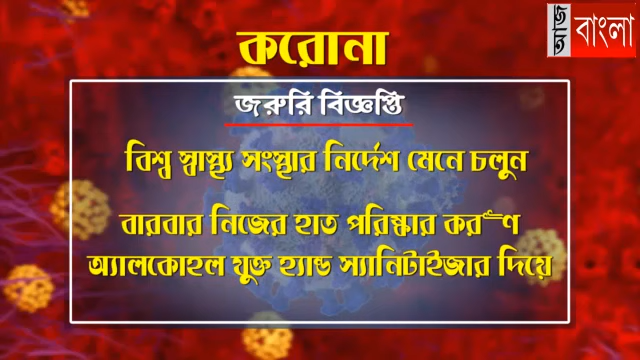 আজ বাংলা
করোনা
জরুরি বিজ্ঞপ্তি
বিশ্ব স্বাস্থ্য সংস্থার নির্দেশ মেনে চলুন
বারবার নিজের হাত পরিস্কার করুণ
অ্যালকোহল যুক্ত হ্যান্ড স্যানিটাইজার দিয়ে